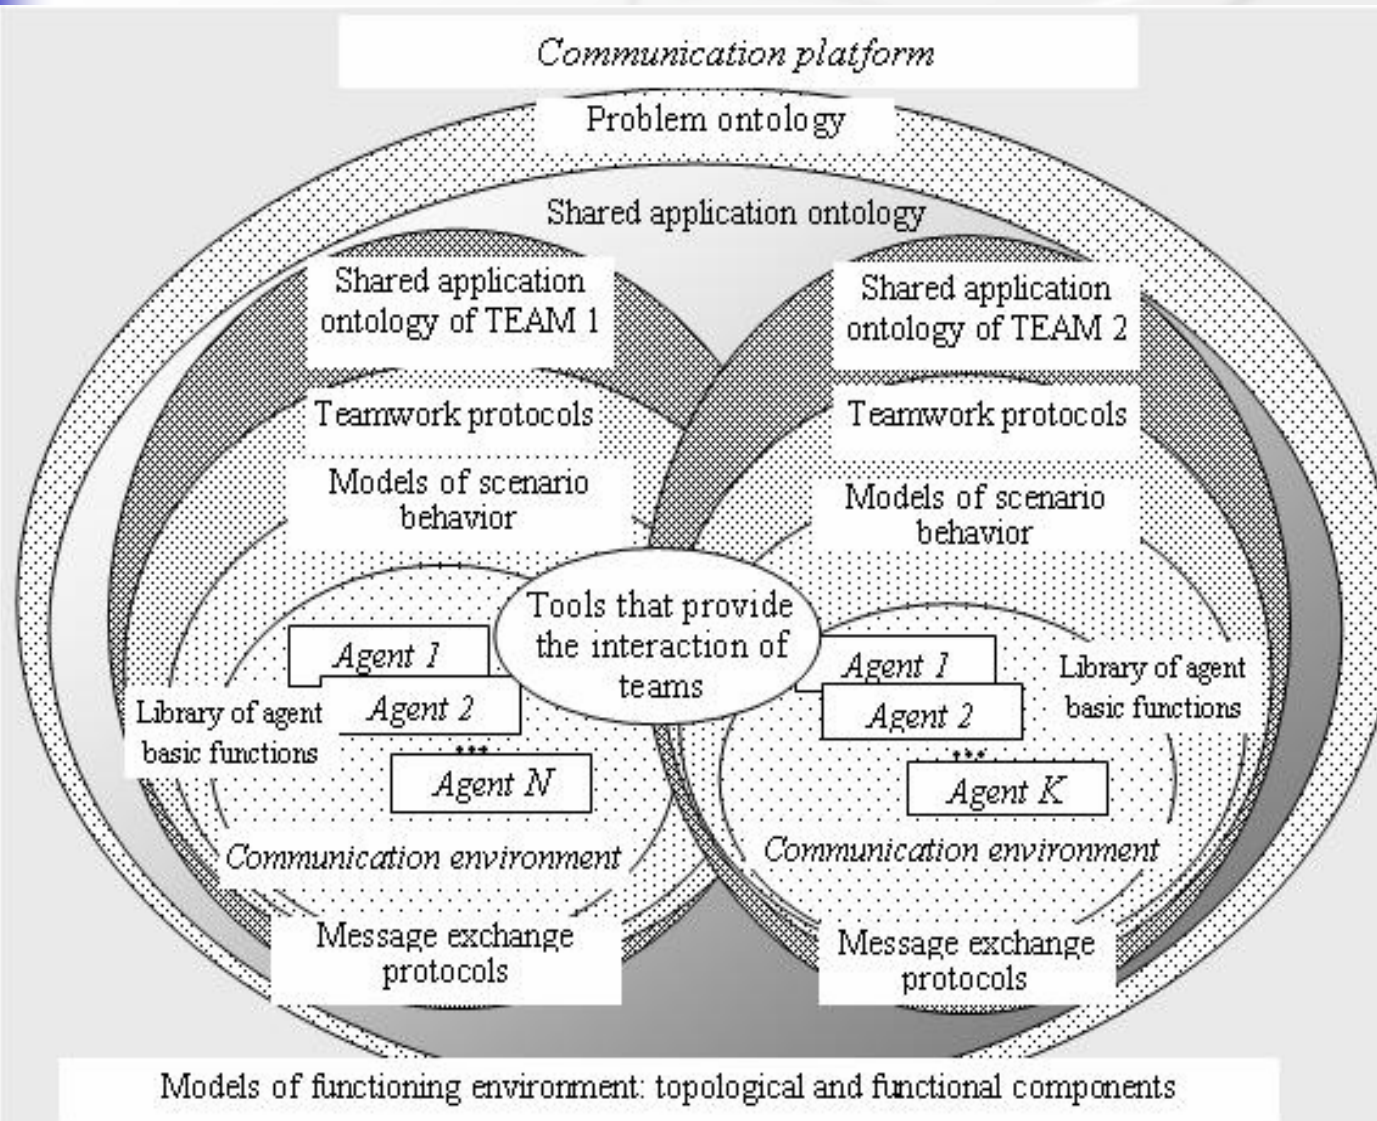 Communication platform
Problem ontology
Shared application ontology
Shared application
ontology of TEAM 1
Shared application
ontology of TEAM 2
Teamwork protocols
Teamwork protocols
Models of scenario
behavior
Models of scenario
behavior
Tools that provide
the interaction of
teams
Agent 1
Agent 2
...
Agent N
Library of agent
basic functions
Agent 1
Agent 2
...
Agent K
Library of agent
basic functions
Communication environment
Communication environment
Message exchange
protocols
Message exchange
protocols
Models of functioning environment: topological and functional components